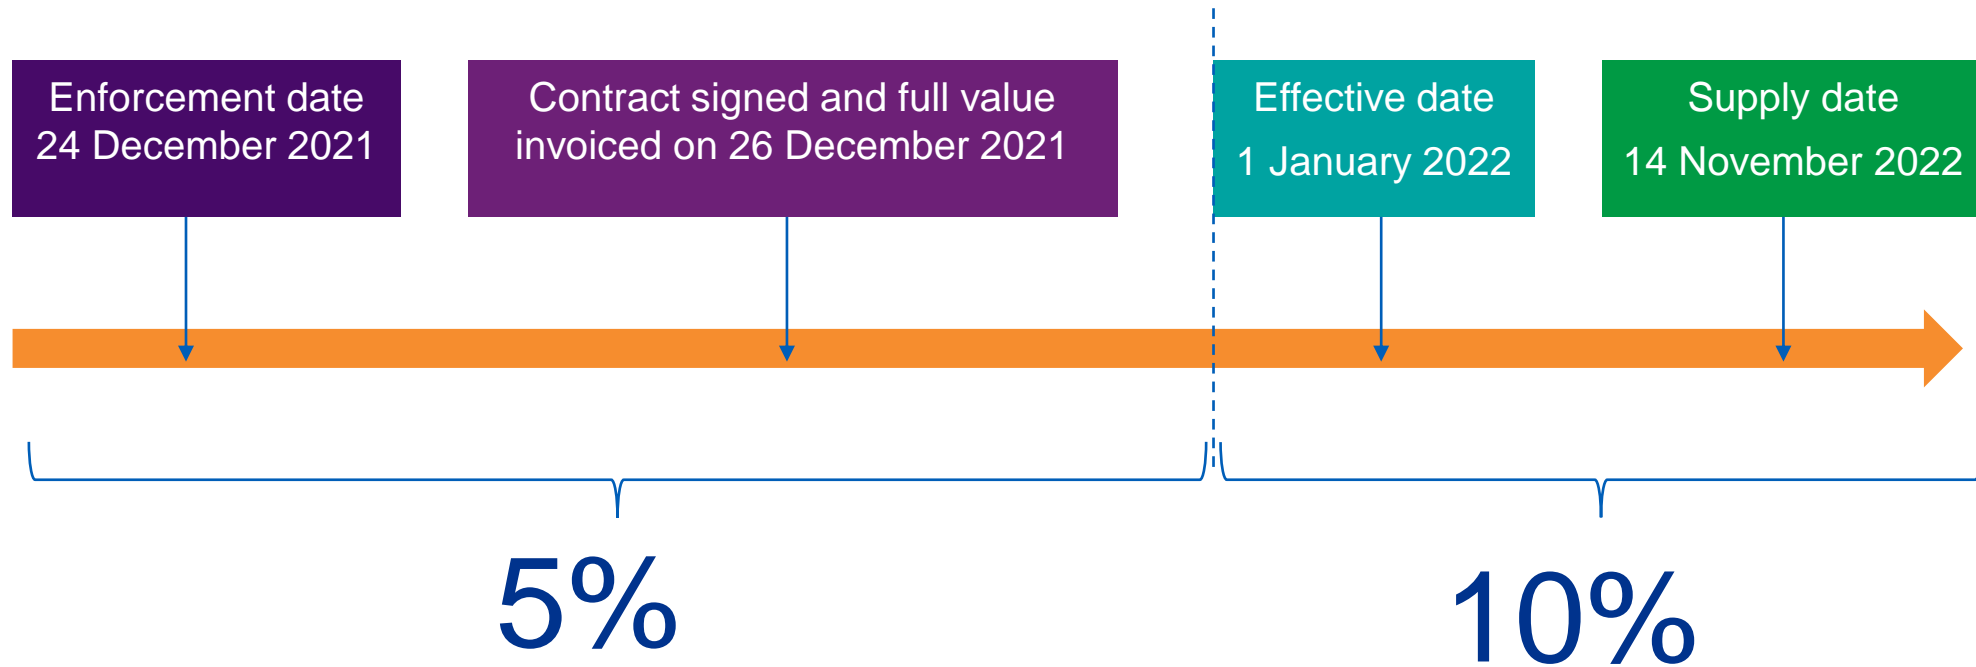 Enforcement date
24 December 2021
Contract signed and full value
invoiced on 26 December 2021
Effective date
1 January 2022
Supply date
14 November 2022
5%
10%